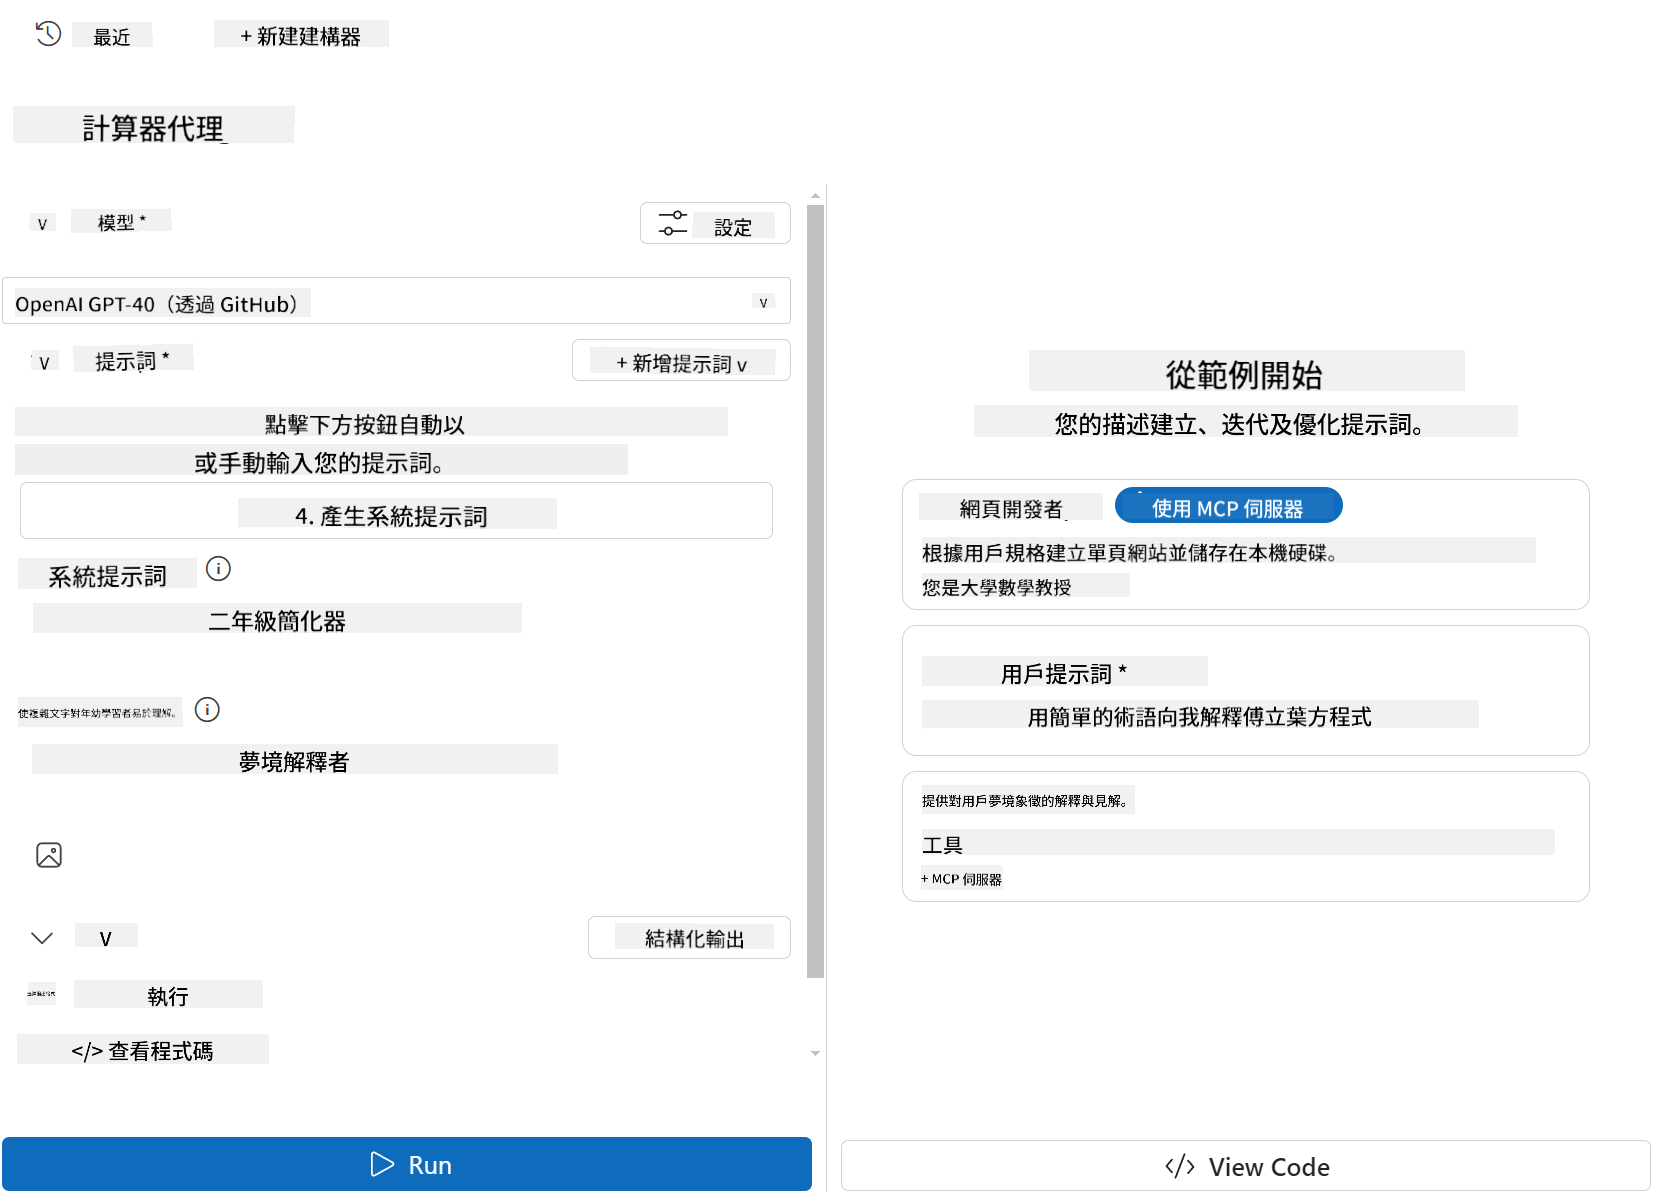 最近
+ 新建建構器
計算器代理
v 模型 *
設定
OpenAI GPT-40（透過 GitHub） v
v 提示詞 *
+ 新增提示詞 v
點擊下方按鈕自動以
或手動輸入您的提示詞。
4. 產生系統提示詞
系統提示詞
二年級簡化器
使複雜文字對年幼學習者易於理解。
夢境解釋者
V
結構化輸出
執行
</> 查看程式碼
Run
從範例開始
您的描述建立、迭代及優化提示詞。
網頁開發者
使用 MCP 伺服器
根據用戶規格建立單頁網站並儲存在本機硬碟。
您是大學數學教授
用戶提示詞 *
用簡單的術語向我解釋傅立葉方程式
提供對用戶夢境象徵的解釋與見解。
工具
+ MCP 伺服器
</> View Code